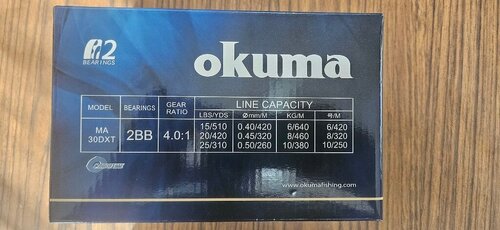 2
BEARINGS
okuma
MODEL BEARINGS GEAR RATIO LINE CAPACITY
LBS/YDS Ømm/M KG/M 목/M
MA 30DXT 2BB 4.0:1
15/510 0.40/420 6/640 6/420
20/420 0.45/320 8/460 8/320
25/310 0.50/260 10/380 10/250
www.okumafishing.com